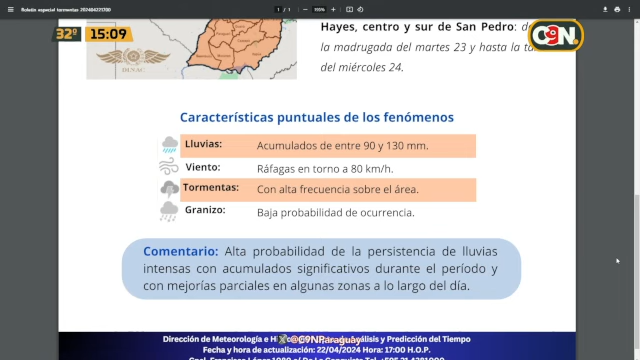 Boletin especial tormentas 20240422TDD
1 / 1
105%
32º 15:09
Hayes, centro y sur de San Pedro:
la madrugada del martes 23 y hasta la
del miércoles 24.
C9N
Características puntuales de los fenómenos
Lluvias: Acumulados de entre 90 y 130 mm.
Viento: Ráfagas en torno a 80 km/h.
Tormentas: Con alta frecuencia sobre el área.
Granizo: Baja probabilidad de ocurrencia.
Comentario: Alta probabilidad de la persistencia de lluvias
intensas con acumulados significativos durante el período y
con mejorías parciales en algunas zonas a lo largo del día.
Dirección de Meteorología e Análisis y Predicción del Tiempo
@C9NParaguay
Fecha y hora de actualización: 22/04/2024 Hora: 17:00 H.O.P.